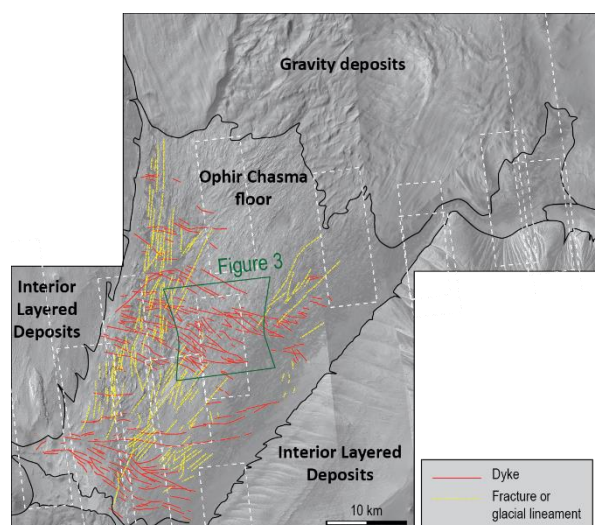 Gravity deposits
Ophir Chasma
floor
Figure 3
Interior
Layered
Deposits
Interior Layered
Deposits
10 km
Dyke
Fracture or
glacial lineament